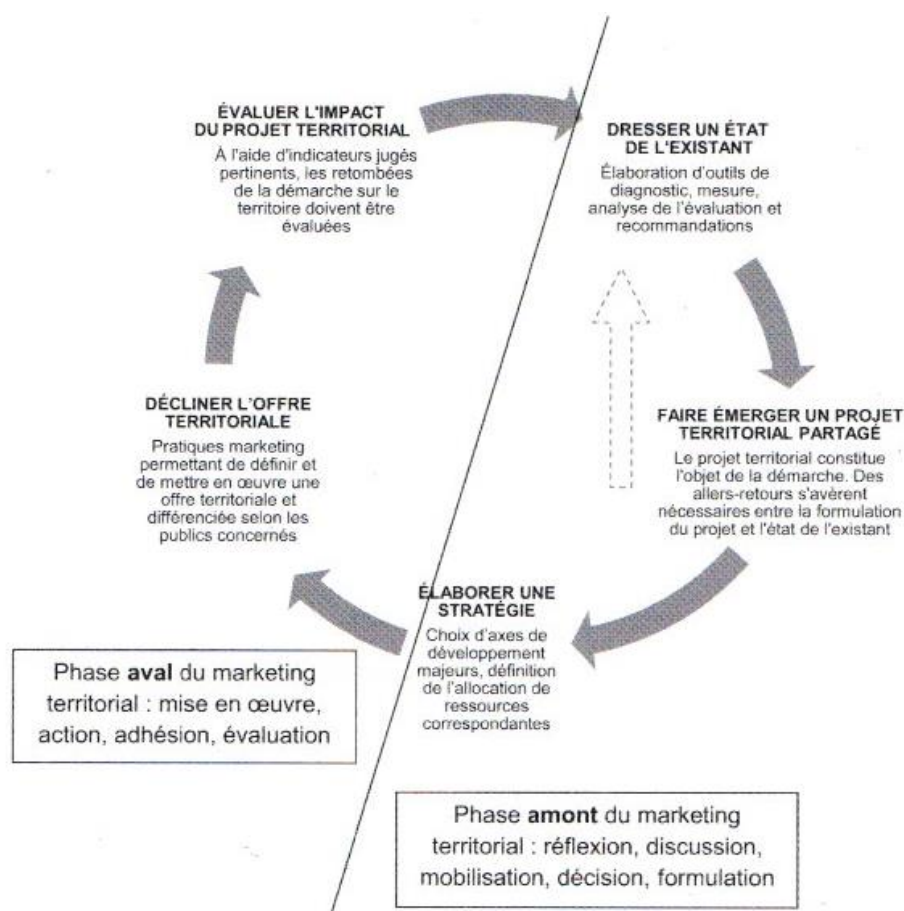 ÉVALUER L'IMPACT
DU PROJET TERRITORIAL
À l'aide d'indicateurs jugés
pertinents, les retombées
de la démarche sur le
territoire doivent être
évaluées
DRESSER UN ÉTAT
DE L'EXISTANT
Élaboration d'outils de
diagnostic, mesure,
analyse de l'évaluation et
recommandations
FAIRE ÉMERGER UN PROJET
TERRITORIAL PARTAGÉ
Le projet territorial constitue
l'objet de la démarche. Des
allers-retours s'avèrent
nécessaires entre la formulation
du projet et l'état de l'existant
ÉLABORER UNE
STRATÉGIE
Choix d'axes de
développement
majeurs, définition
de l'allocation de
ressources
correspondantes
DÉCLINER L'OFFRE
TERRITORIALE
Pratiques marketing
permettant de définir et
de mettre en œuvre une
offre territoriale et
différenciée selon les
publics concernés
Phase aval du marketing
territorial : mise en œuvre,
action, adhésion, évaluation
Phase amont du marketing
territorial : réflexion, discussion,
mobilisation, décision, formulation